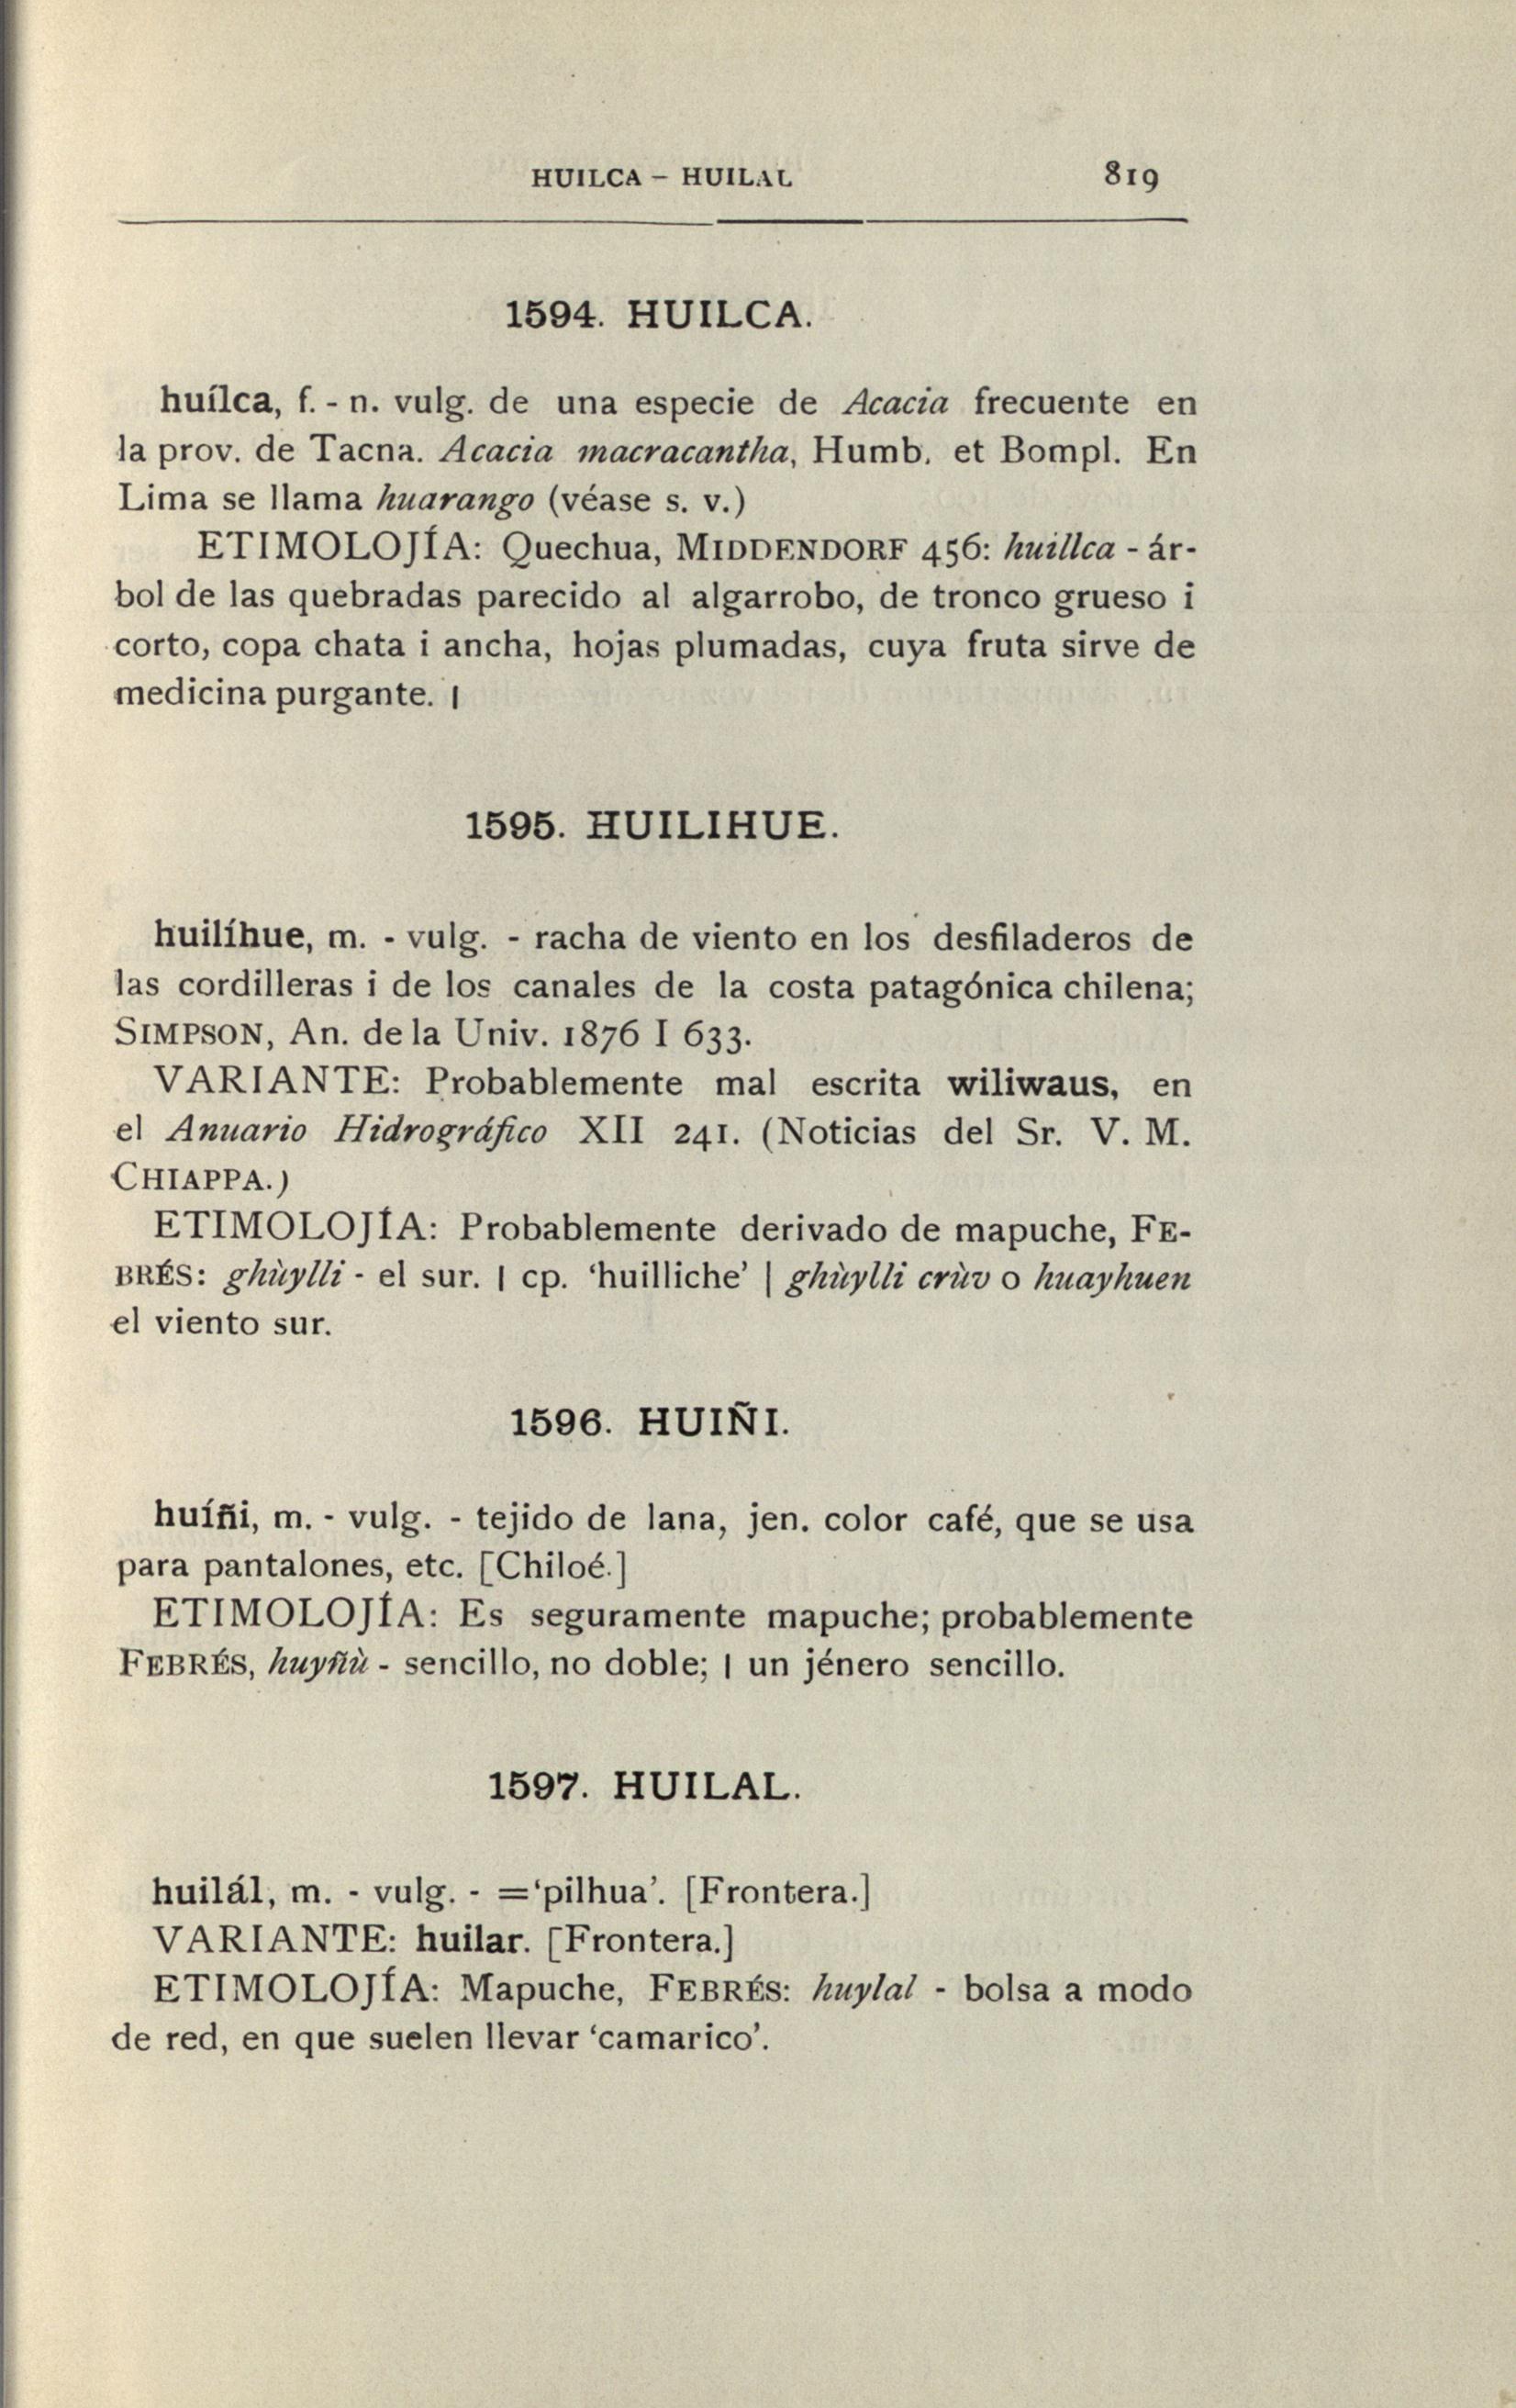 HUILCA – HUILAL 819
1594. HUILCA.
huílca, f. - n. vulg. de una especie de Acacia frecuente en
la prov. de Tacna. Acacia macracantha, Humb. et Bompl. En
Lima se llama huarango (véase s. v.)
ETIMOLOJÍA: Quechua, MIDDENDORF 456: huillca - ár-
bol de las quebradas parecido al algarrobo, de tronco grueso i
corto, copa chata i ancha, hojas plumadas, cuya fruta sirve de
medicina purgante. |
1595. HUILIHUE.
huilíhue, m. - vulg. - racha de viento en los desfiladeros de
las cordilleras i de los canales de la costa patagónica chilena;
SIMPSON, An. de la Univ. 1876 I 633.
VARIANTE: Probablemente mal escrita wiliwaus, en
el Anuario Hidrográfico XII 241. (Noticias del Sr. V. M.
CHIAPPA.)
ETIMOLOJÍA: Probablemente derivado de mapuche, FE-
BRÉS: ghùylli - el sur. | cp. ‘huilliche’ | ghùylli crùv o huayhuen
el viento sur.
1596. HUIÑI.
huíñi, m. - vulg. - tejido de lana, jen. color café, que se usa
para pantalones, etc. [Chiloé.]
ETIMOLOJÍA: Es seguramente mapuche; probablemente
FEBRÉS, huyñù - sencillo, no doble; | un jénero sencillo.
1597. HUILAL.
huilál, m. - vulg. - =‘pilhua’. [Frontera.]
VARIANTE: huilar. [Frontera.]
ETIMOLOJÍA: Mapuche, FEBRÉS: huylal - bolsa a modo
de red, en que suelen llevar ‘camarico’.